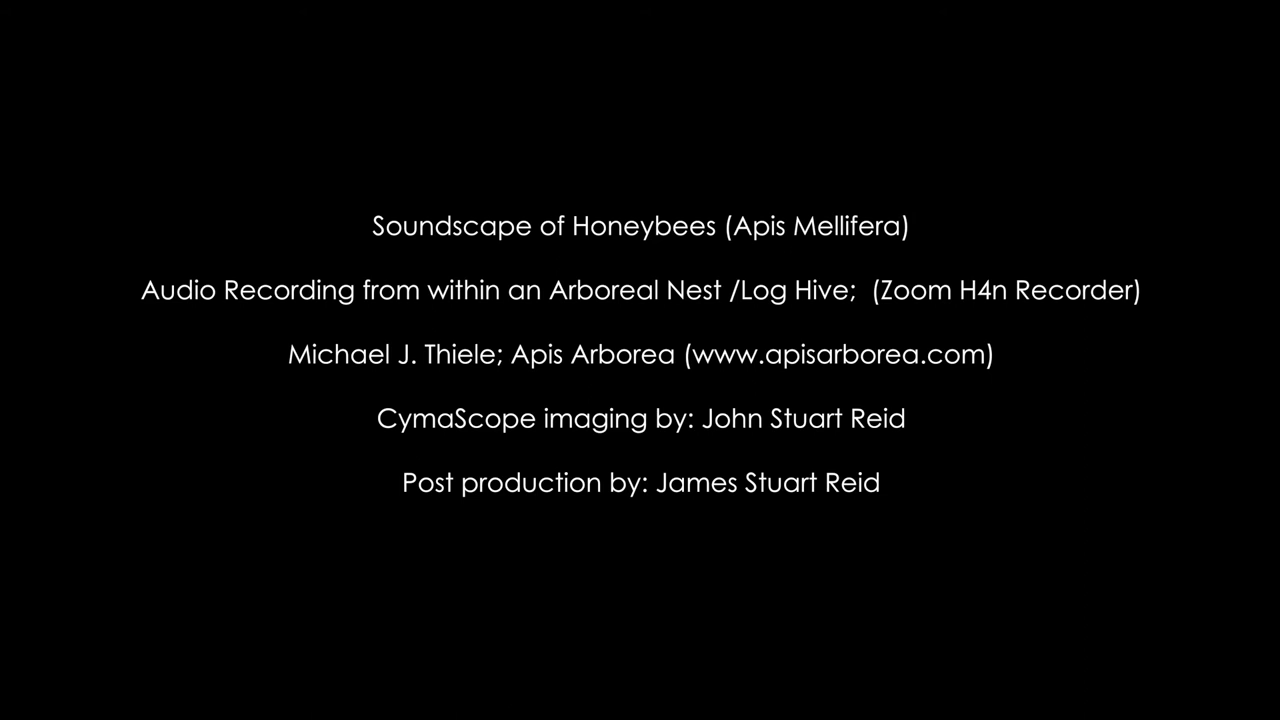 Soundscape of Honeybees (Apis Mellifera)
Audio Recording from within an Arboreal Nest /Log Hive;  (Zoom H4n Recorder)
Michael J. Thiele; Apis Arborea (www.apisarborea.com)
CymaScope imaging by: John Stuart Reid
Post production by: James Stuart Reid